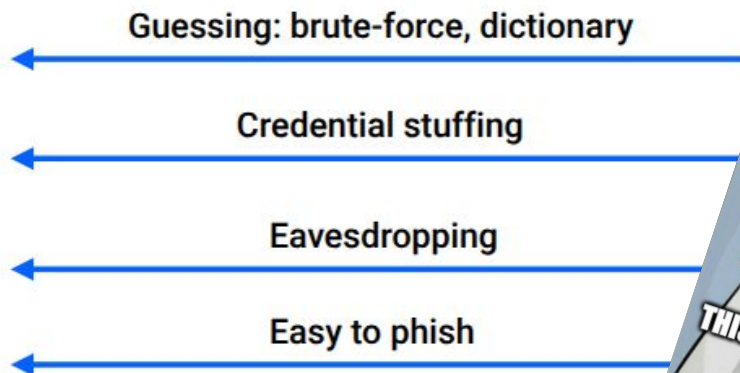 Guessing: brute-force, dictionary
Credential stuffing
Eavesdropping
Easy to phish